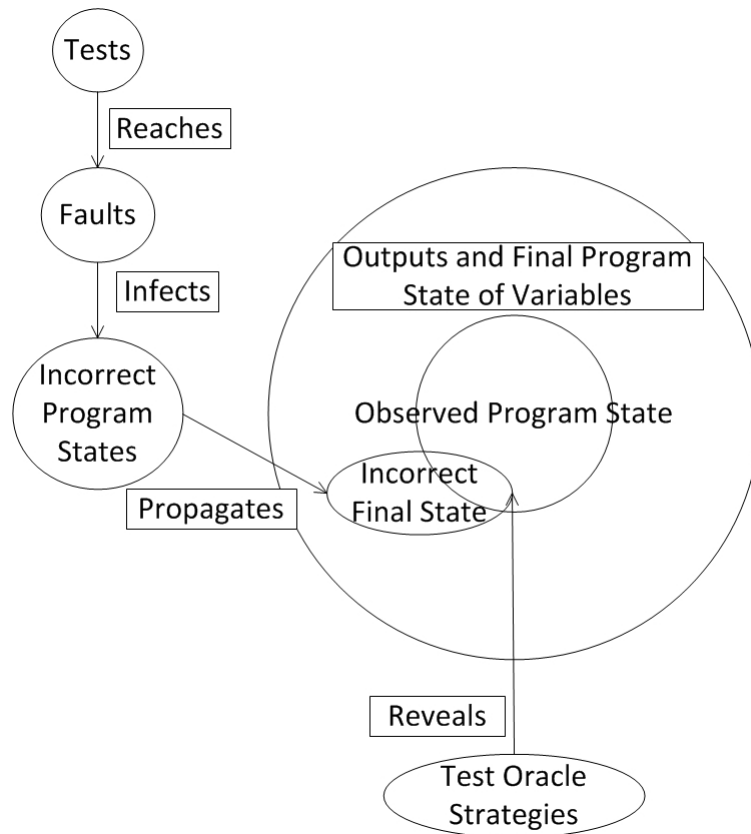 Tests
Reaches
Faults
Infects
Outputs and Final Program
State of Variables
Incorrect
Program
States
Observed Program State
Incorrect
Final State
Propagates
Reveals
Test Oracle
Strategies